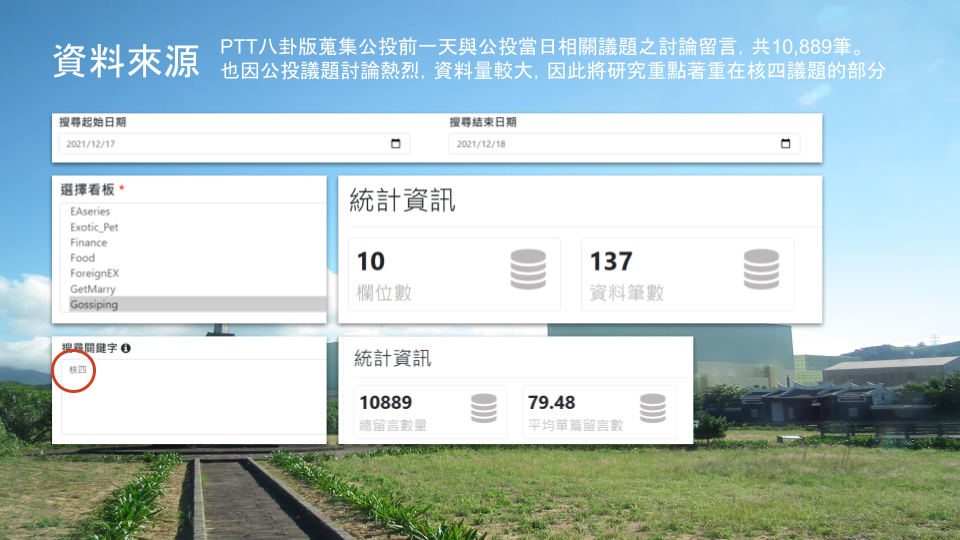 資料來源
PTT八卦版蒐集公投前一天與公投當日相關議題之討論留言, 共10,889筆。
也因公投議題討論熱烈, 資料量較大, 因此將研究重點著重在核四議題的部分
搜尋起始日期
2021/12/17
搜尋結束日期
2021/12/18
選擇看板 *
EAseries
Exotic_Pet
Finance
Food
ForeignEX
GetMarry
Gossiping
統計資訊
10
欄位數
137
資料筆數
搜尋關鍵字
核四
統計資訊
10889
總留言數量
79.48
平均單篇留言數